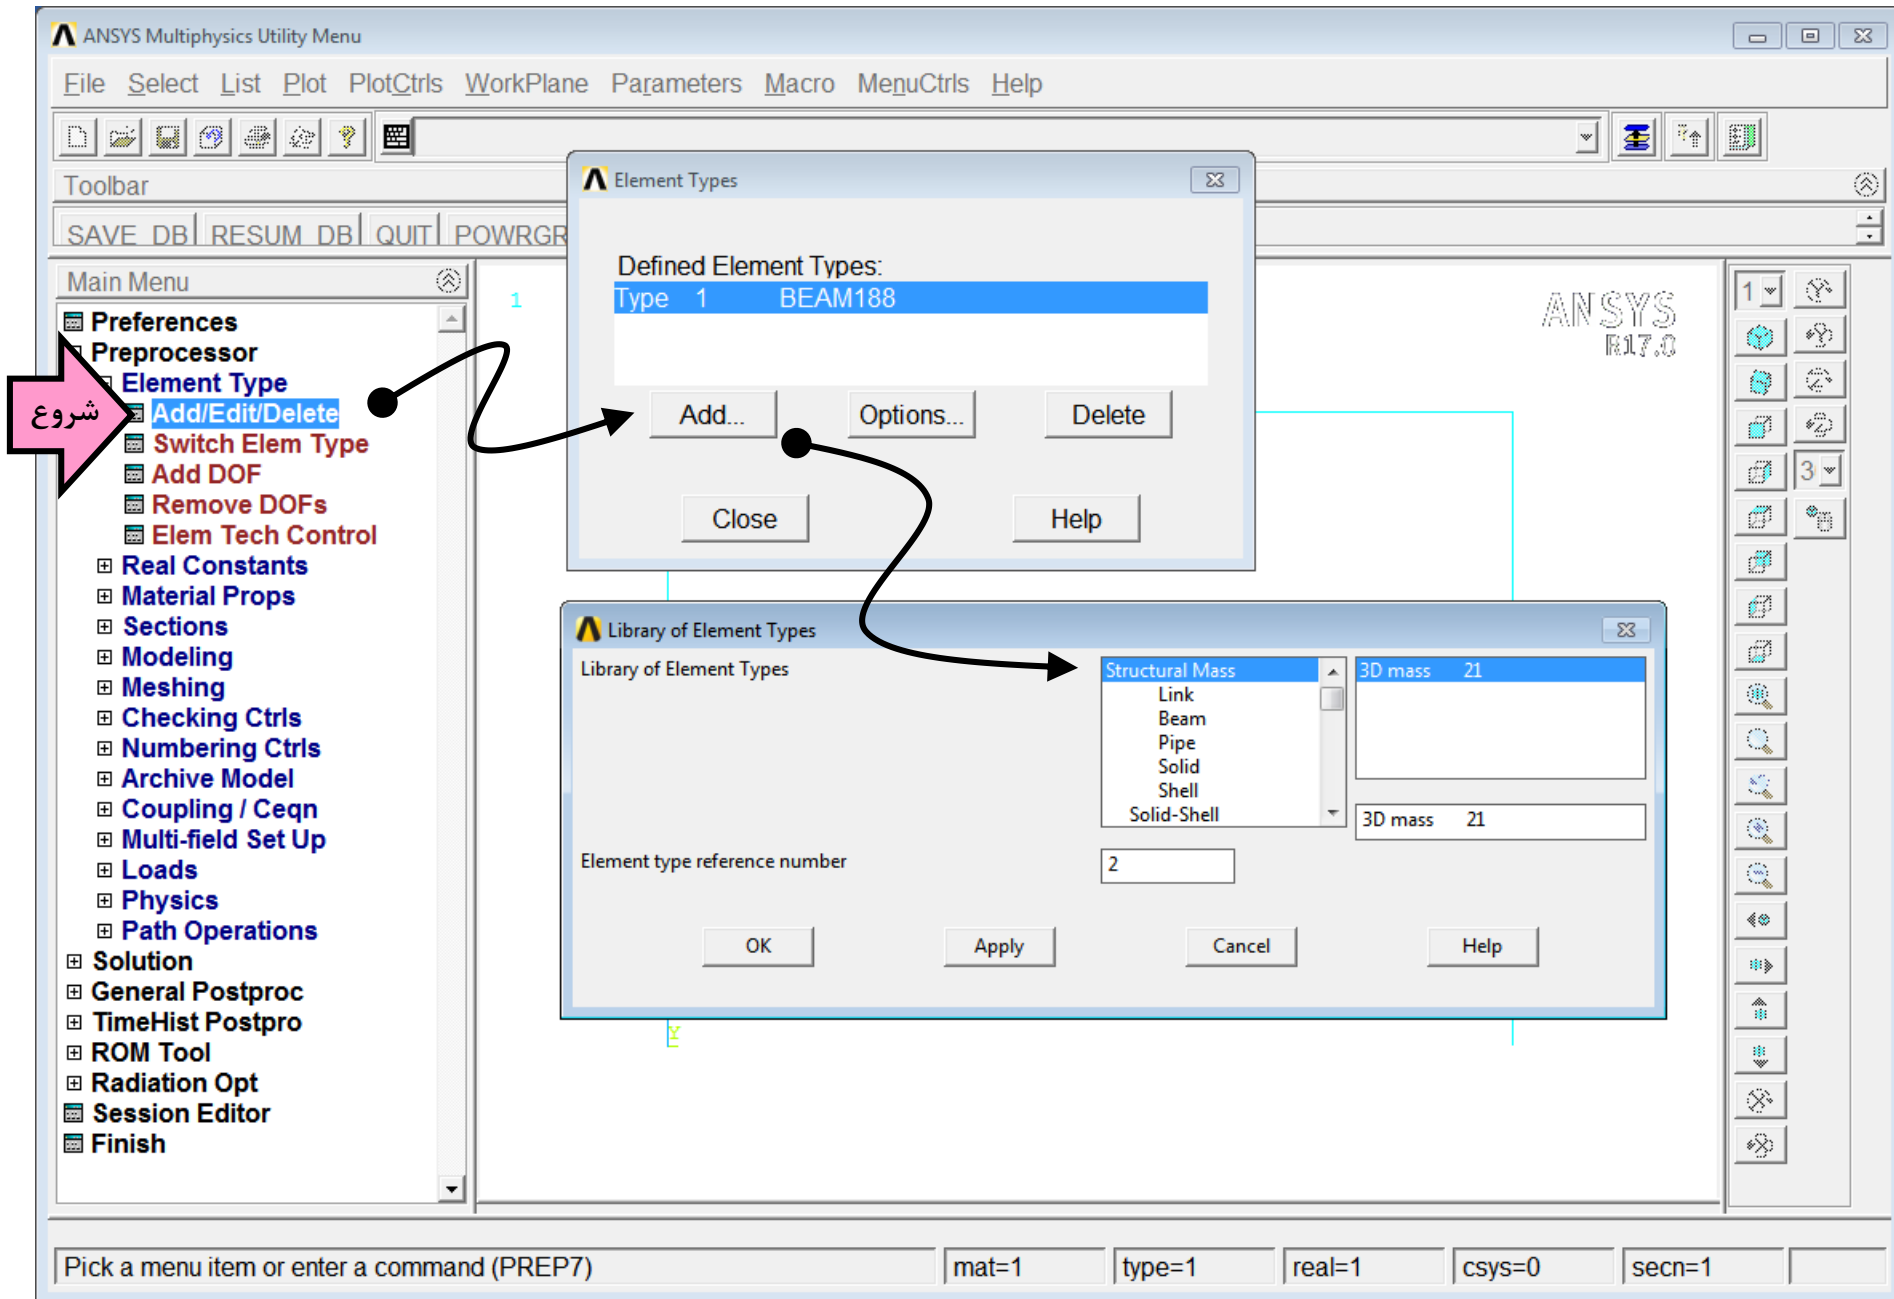 ANSYS Multiphysics Utility Menu
File Select List Plot PlotCtrls WorkPlane Parameters Macro MenuCtrls Help
Toolbar
SAVE_DB RESUM_DB QUIT POWRGR
Main Menu
Preferences
Preprocessor
Element Type
Add/Edit/Delete
Switch Elem Type
Add DOF
Remove DOFs
Elem Tech Control
Real Constants
Material Props
Sections
Modeling
Meshing
Checking Ctrls
Numbering Ctrls
Archive Model
Coupling / Ceqn
Multi-field Set Up
Loads
Physics
Path Operations
Solution
General Postproc
TimeHist Postpro
ROM Tool
Radiation Opt
Session Editor
Finish
شروع
1
ANSYS
R17.0
Element Types
Defined Element Types:
Type 1 BEAM188
Add... Options... Delete
Close Help
Library of Element Types
Library of Element Types
Structural Mass
Link
Beam
Pipe
Solid
Shell
Solid-Shell
3D mass 21
3D mass 21
Element type reference number
2
OK Apply Cancel Help
Y
1
3
Pick a menu item or enter a command (PREP7)
mat=1 type=1 real=1 csys=0 secn=1